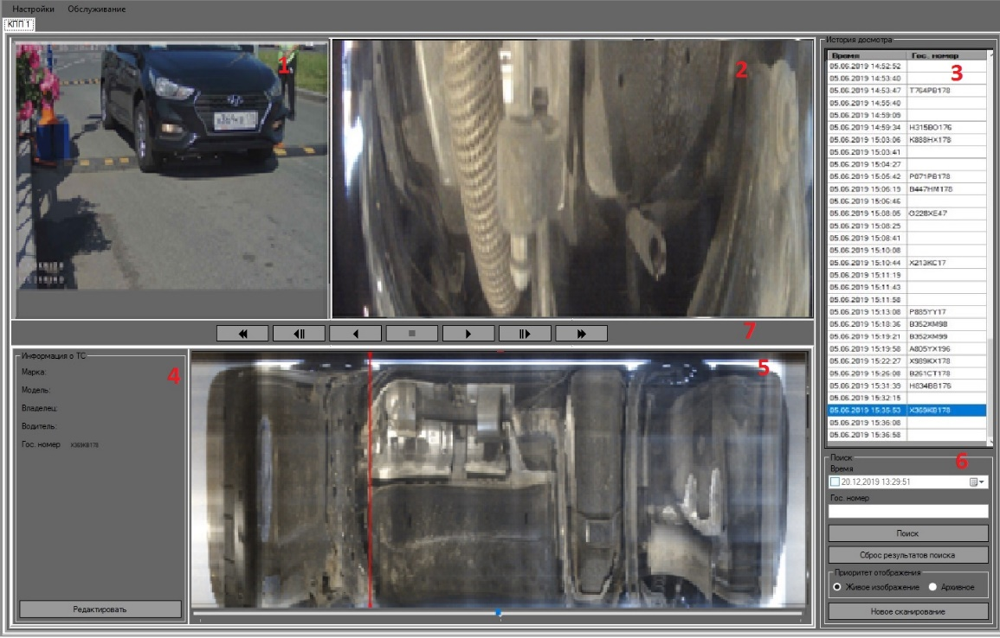 Настройки Обслуживание
КПП 1
1
2
История досмотра
Время Гос. номер
3
05.06.2019 14:52:52
05.06.2019 14:53:40
05.06.2019 14:53:47 Т764РВ178
05.06.2019 14:55:40
05.06.2019 14:59:09
05.06.2019 14:59:34 Н315ВО176
05.06.2019 15:03:06 К888НХ178
05.06.2019 15:03:41
05.06.2019 15:04:27
05.06.2019 15:05:42 Р071РВ178
05.06.2019 15:06:19 В447НМ178
05.06.2019 15:06:46
05.06.2019 15:08:05 О228ХЕ47
05.06.2019 15:08:25
05.06.2019 15:08:41
05.06.2019 15:10:08
05.06.2019 15:10:44 Х213КС17
05.06.2019 15:11:19
05.06.2019 15:11:43
05.06.2019 15:11:58
05.06.2019 15:13:08 Р885УУ17
05.06.2019 15:18:36 В352ХМ98
05.06.2019 15:19:21 В352ХМ99
05.06.2019 15:19:58 А805УХ196
05.06.2019 15:22:27 Х989КХ178
05.06.2019 15:26:08 В261СТ178
05.06.2019 15:31:39 Н834ВВ176
05.06.2019 15:32:15
05.06.2019 15:35:53 Х369КВ178
05.06.2019 15:36:08
05.06.2019 15:36:58
7
Информация о ТС
4
Марка:
Модель:
Владелец:
Водитель:
Гос. номер Х369КВ178
Редактировать
5
Поиск
6
Время
20.12.2019 13:29:51
Гос. номер
Поиск
Сброс результатов поиска
Приоритет отображения
Живое изображение Архивное
Новое сканирование